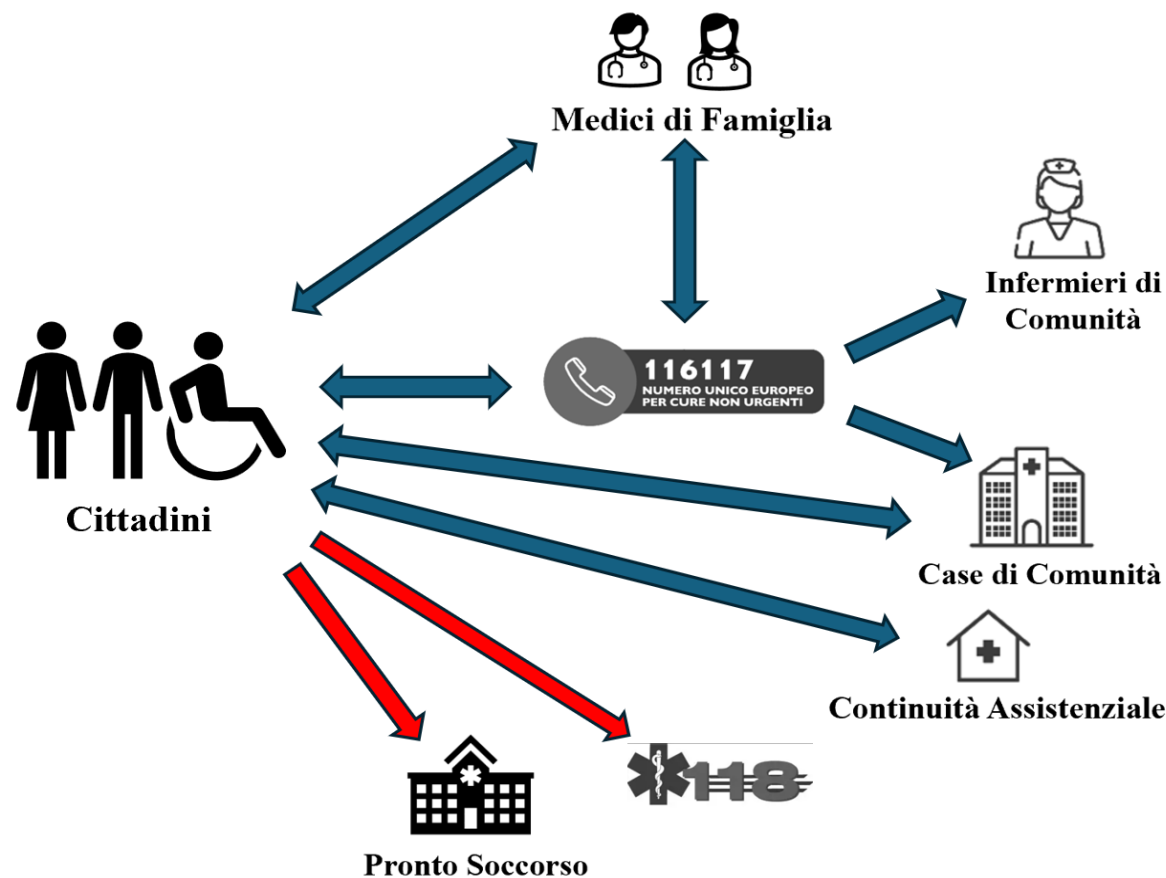 Medici di Famiglia
Infermieri di
Comunità
116117
NUMERO UNICO EUROPEO
PER CURE NON URGENTI
Cittadini
Case di Comunità
Continuità Assistenziale
118
Pronto Soccorso